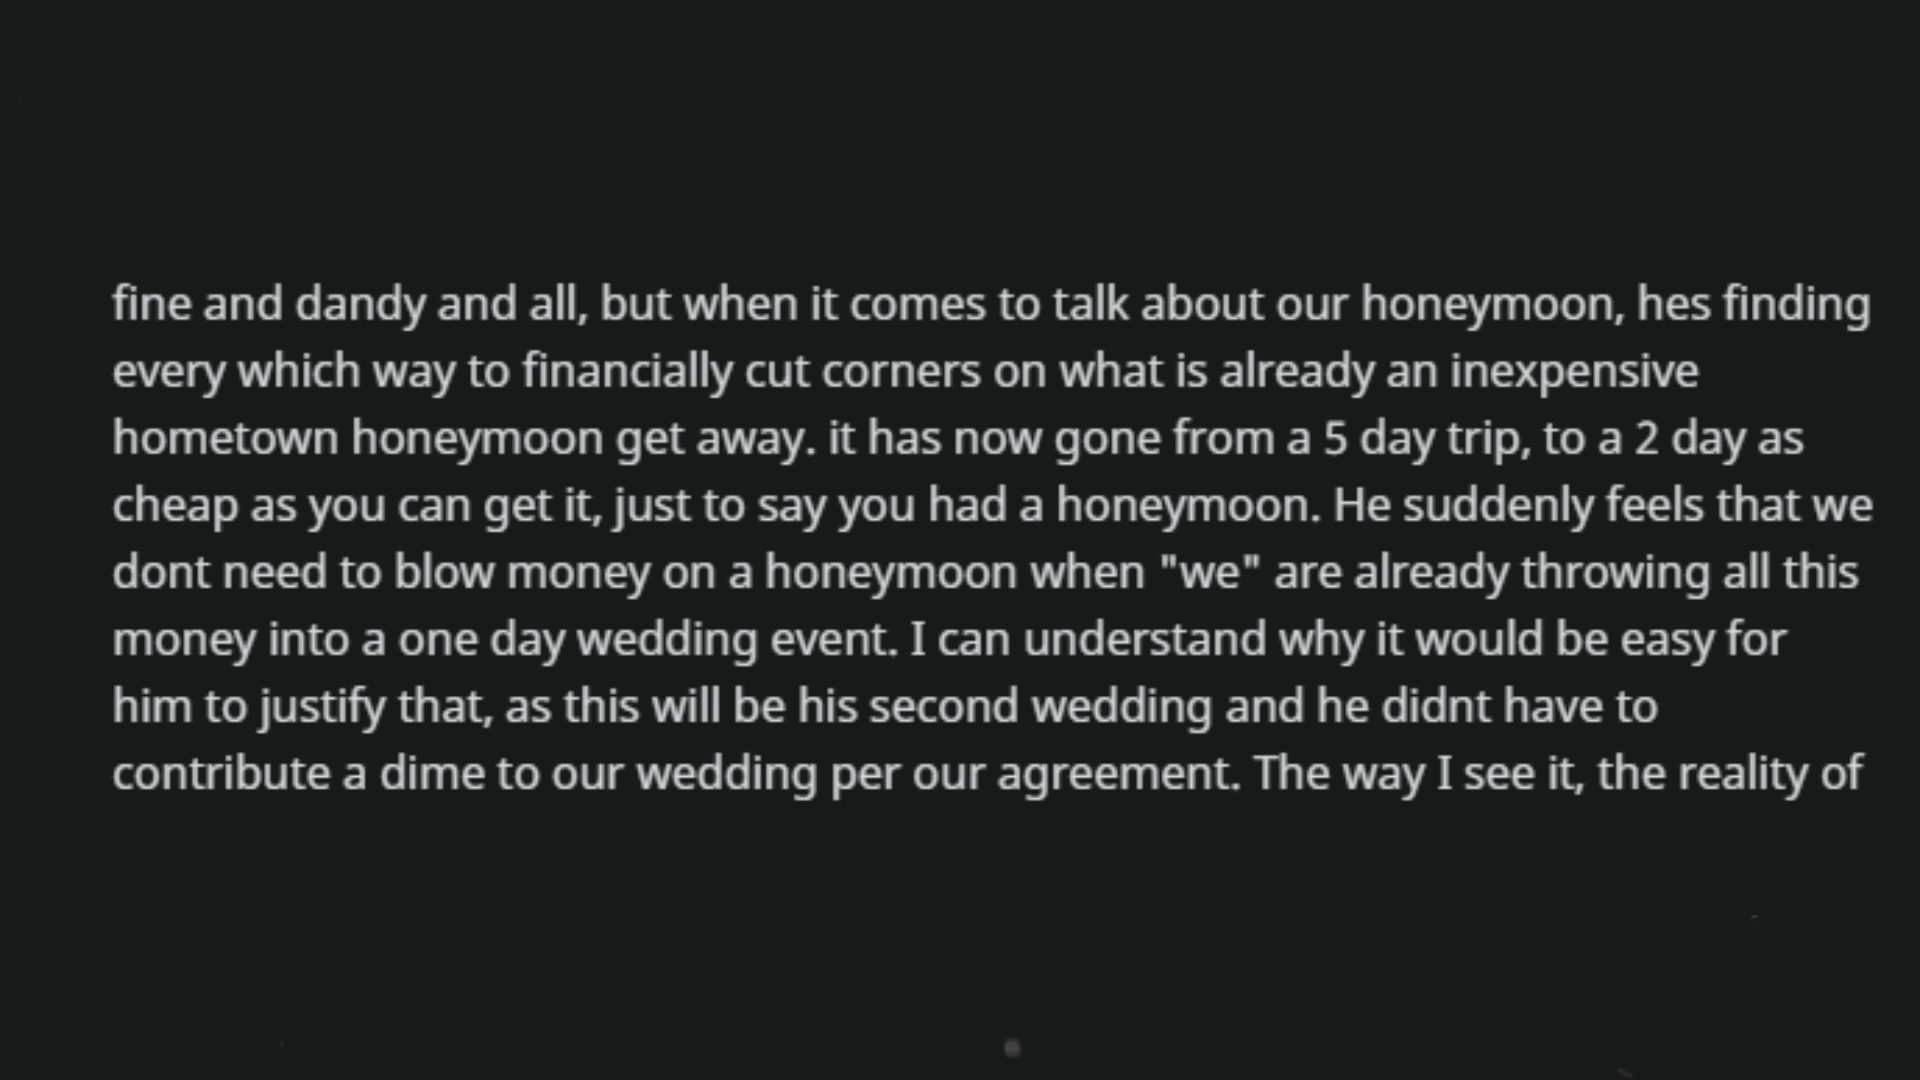 fine and dandy and all, but when it comes to talk about our honeymoon, hes finding
every which way to financially cut corners on what is already an inexpensive
hometown honeymoon get away. it has now gone from a 5 day trip, to a 2 day as
cheap as you can get it, just to say you had a honeymoon. He suddenly feels that we
dont need to blow money on a honeymoon when "we" are already throwing all this
money into a one day wedding event. I can understand why it would be easy for
him to justify that, as this will be his second wedding and he didnt have to
contribute a dime to our wedding per our agreement. The way I see it, the reality of